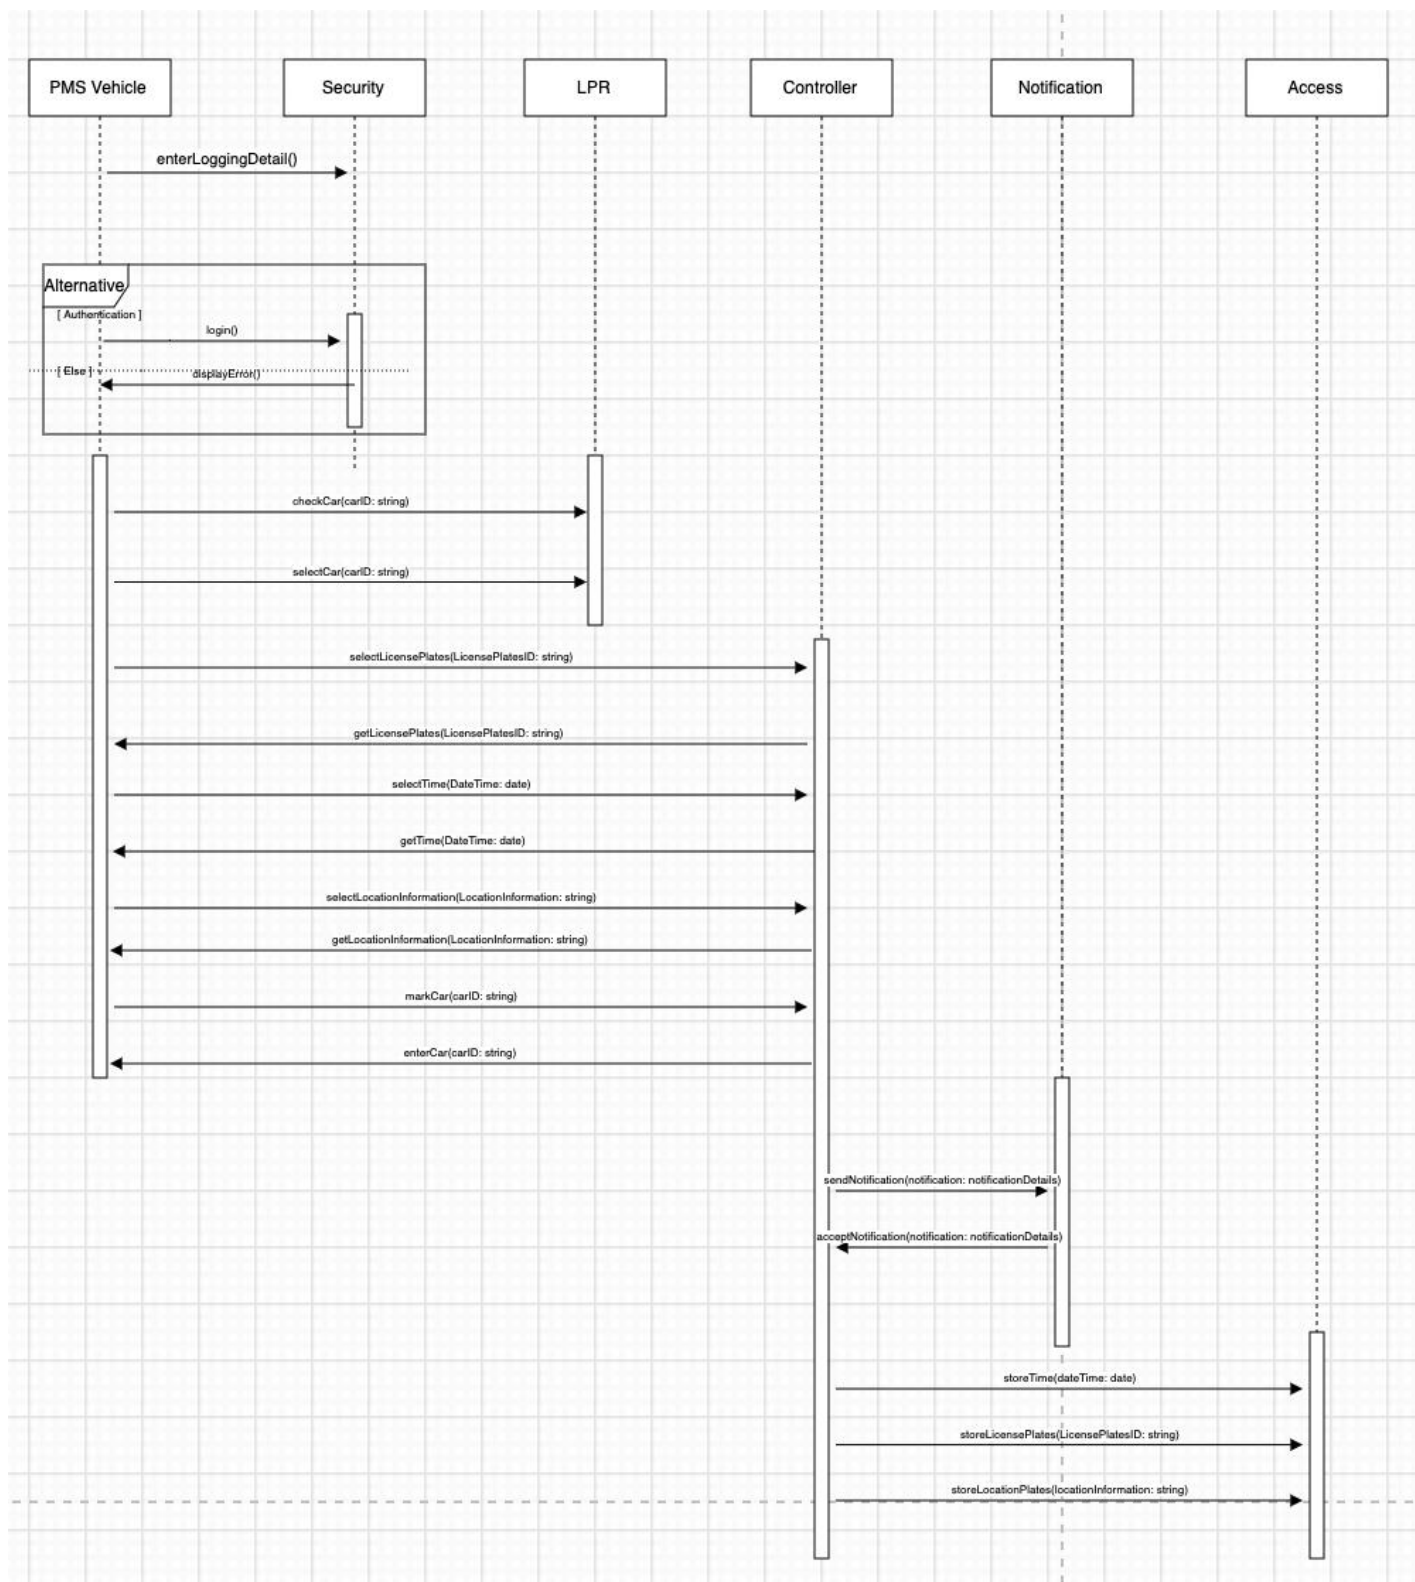 PMS Vehicle
Security
LPR
Controller
Notification
Access
enterLoggingDetail()
Alternative
[ Authentication ]
login()
[ Else ]
displayError()
checkCar(carID: string)
selectCar(carID: string)
selectLicensePlates(LicensePlatesID: string)
getLicensePlates(LicensePlatesID: string)
selectTime(DateTime: date)
getTime(DateTime: date)
selectLocationInformation(LocationInformation: string)
getLocationInformation(LocationInformation: string)
markCar(carID: string)
enterCar(carID: string)
sendNotification(notification: notificationDetails)
acceptNotification(notification: notificationDetails)
storeTime(dateTime: date)
storeLicensePlates(LicensePlatesID: string)
storeLocationPlates(locationInformation: string)